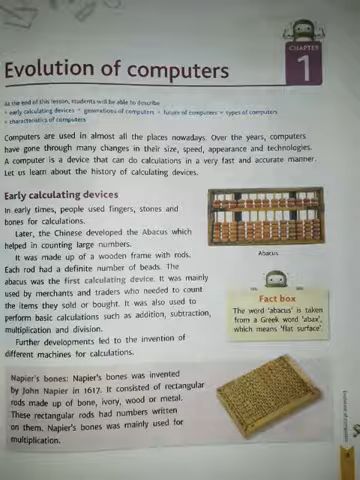 CHAPTER
1
Evolution of computers
As the end of this lesson, students will be able to describe
• early calculating devices • generations of computers • future of computers • types of computers
• characteristics of computers
Computers are used in almost all the places nowadays. Over the years, computers
have gone through many changes in their size, speed, appearance and technologies.
A computer is a device that can do calculations in a very fast and accurate manner.
Let us learn about the history of calculating devices.
Early calculating devices
In early times, people used fingers, stones and
bones for calculations.
Later, the Chinese developed the Abacus which
helped in counting large numbers.
It was made up of a wooden frame with rods.
Each rod had a definite number of beads. The
abacus was the first calculating device. It was mainly
used by merchants and traders who needed to count
the items they sold or bought. It was also used to
perform basic calculations such as addition, subtraction,
multiplication and division.
Further developments led to the invention of
different machines for calculations.
Abacus
Fact box
The word 'abacus' is taken
from a Greek word 'abax',
which means 'flat surface'.
Napier's bones: Napier's bones was invented
by John Napier in 1617. It consisted of rectangular
rods made up of bone, ivory, wood or metal.
These rectangular rods had numbers written
on them. Napier's bones was mainly used for
multiplication.
Evolution of computers